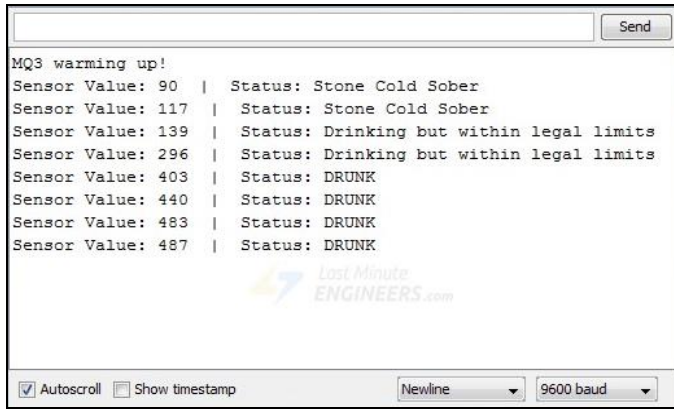 Send
MQ3 warming up!
Sensor Value: 90  |  Status: Stone Cold Sober
Sensor Value: 117  |  Status: Stone Cold Sober
Sensor Value: 139  |  Status: Drinking but within legal limits
Sensor Value: 296  |  Status: Drinking but within legal limits
Sensor Value: 403  |  Status: DRUNK
Sensor Value: 440  |  Status: DRUNK
Sensor Value: 483  |  Status: DRUNK
Sensor Value: 487  |  Status: DRUNK
Last Minute
ENGINEERS.com
Autoscroll Show timestamp Newline 9600 baud